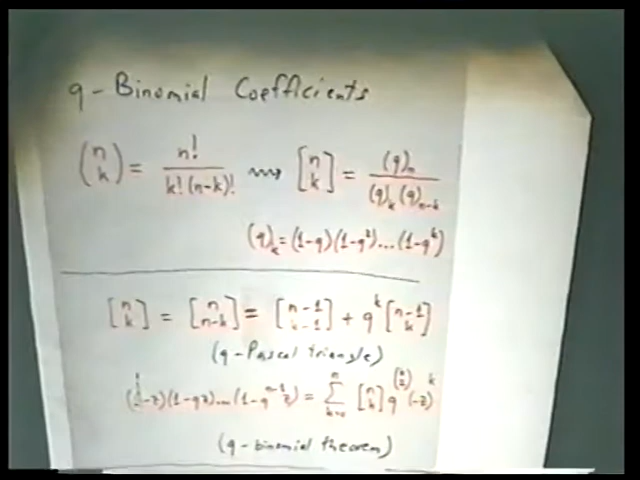 q-Binomial Coefficients
(n k) = n! / k!(n-k)! ⇝ [n k] = (q)_n / (q)_k (q)_{n-k}
(q)_k = (1-q)(1-q^2)...(1-q^k)
[n k] = [n n-k] = [n-1 k-1] + q^k [n-1 k]
(q-Pascal triangle)
(1-z)(1-qz)...(1-q^{n-1}z) = ∑_{k=0}^{n} [n k] q^{(k 2)} (-z)^k
(q-binomial theorem)